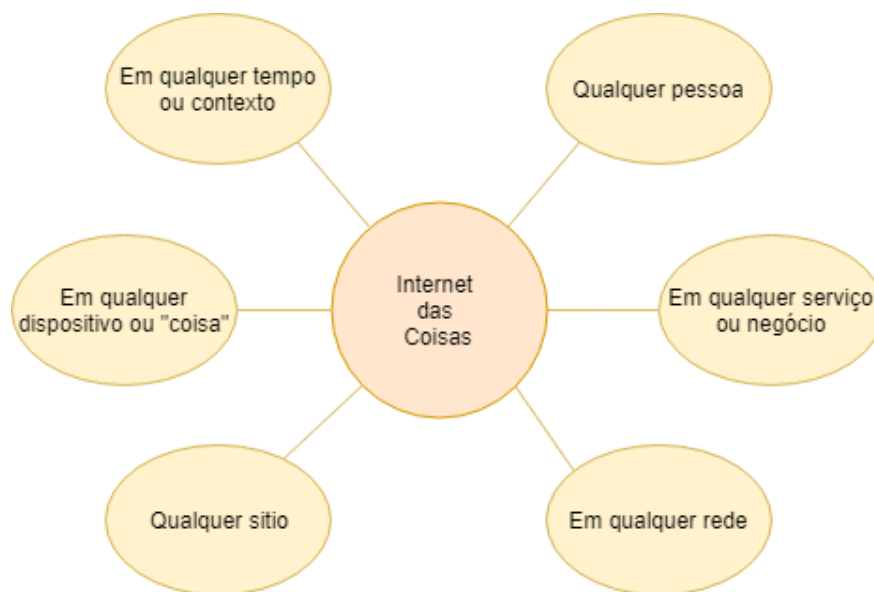 Em qualquer tempo
ou contexto
Qualquer pessoa
Em qualquer
dispositivo ou "coisa"
Internet
das
Coisas
Em qualquer serviço
ou negócio
Qualquer sitio
Em qualquer rede